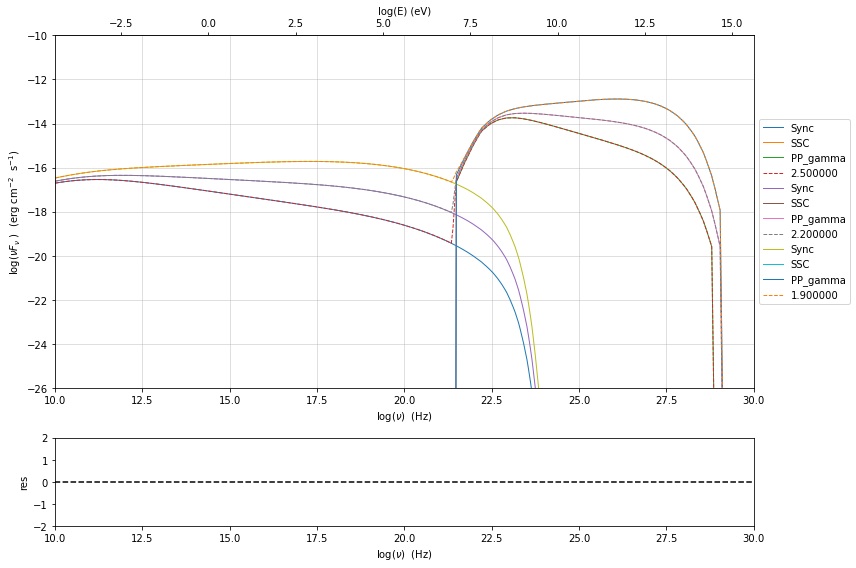 log(E) (eV)
−2.5 0.0 2.5 5.0 7.5 10.0 12.5 15.0
−10
−12
−14
−16
−18
−20
−22
−24
−26
log(νFν ) (erg cm⁻² s⁻¹)
10.0 12.5 15.0 17.5 20.0 22.5 25.0 27.5 30.0
log(ν) (Hz)
Sync
SSC
PP_gamma
2.500000
Sync
SSC
PP_gamma
2.200000
Sync
SSC
PP_gamma
1.900000
2
1
0
−1
−2
res
10.0 12.5 15.0 17.5 20.0 22.5 25.0 27.5 30.0
log(ν) (Hz)